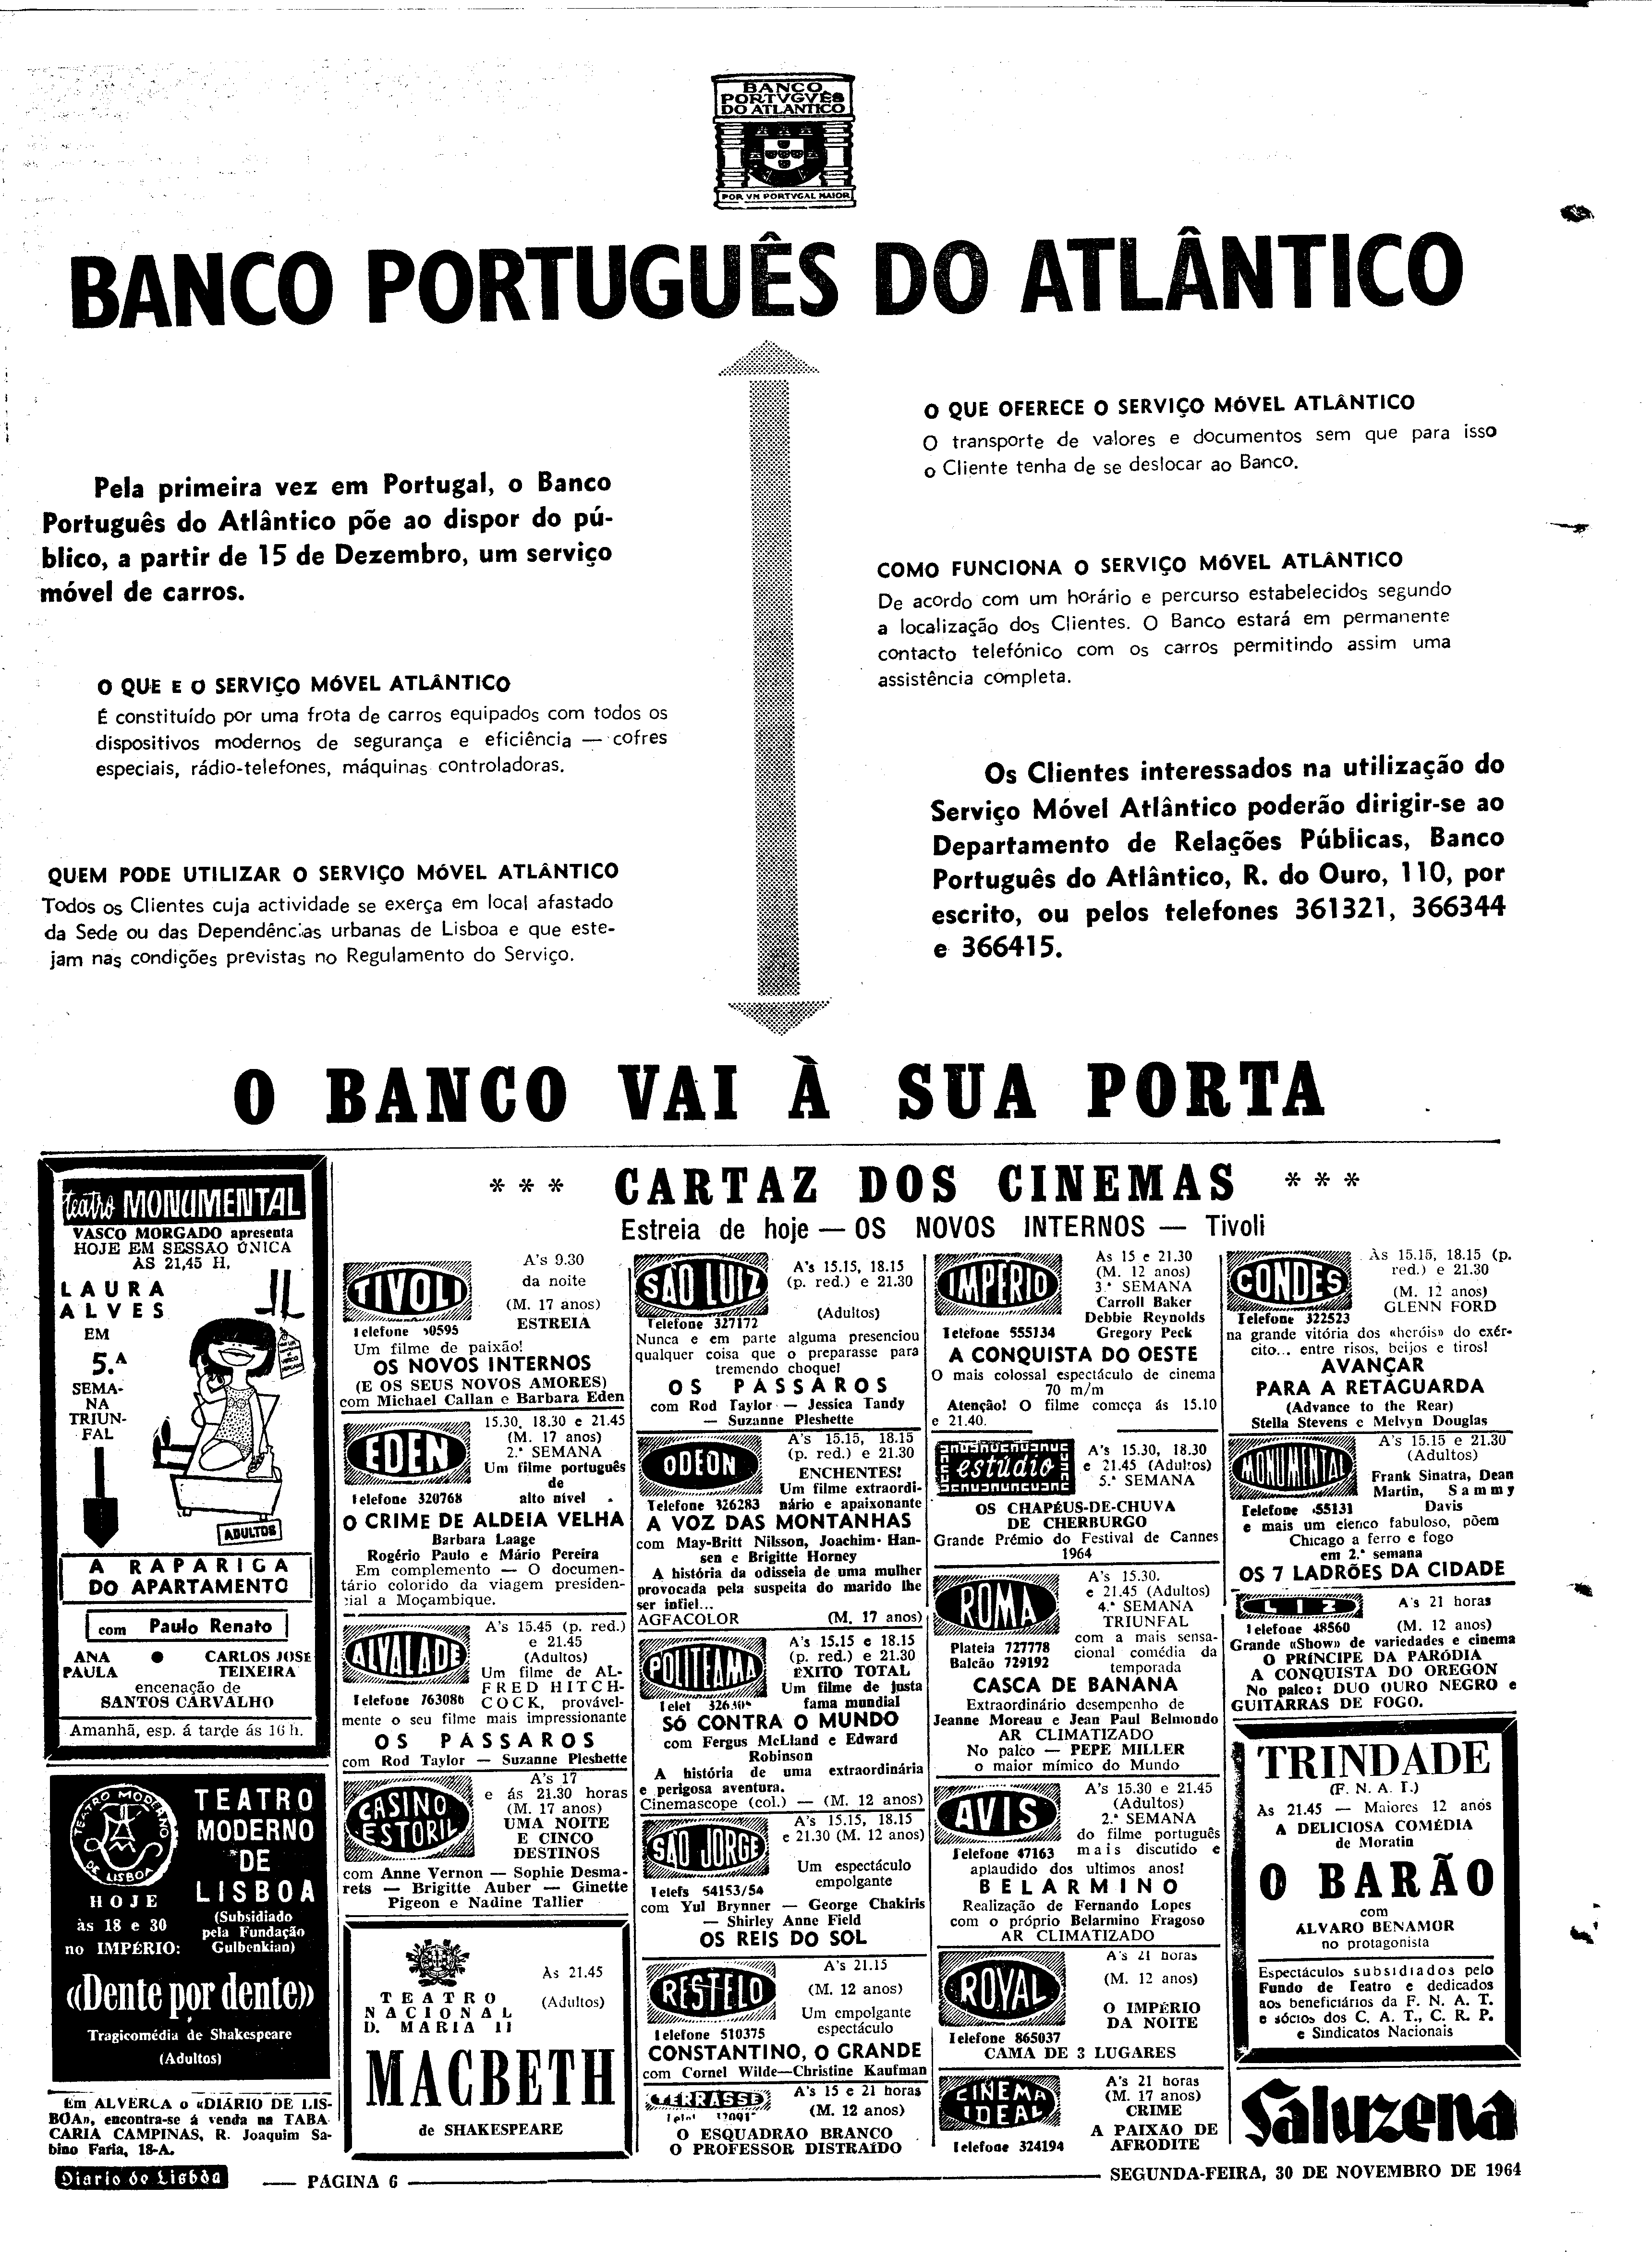 BANCO
PORTVGVÊS
DO ATLANTICO
POR VM PORTVGAL MAIOR
BANCO PORTUGUÊS DO ATLÂNTICO
Pela primeira vez em Portugal, o Banco
Português do Atlântico põe ao dispor do pú-
blico, a partir de 15 de Dezembro, um serviço
móvel de carros.
O QUE E O SERVIÇO MÓVEL ATLÂNTICO
É constituído por uma frota de carros equipados com todos os
dispositivos modernos de segurança e eficiência — cofres
especiais, rádio-telefones, máquinas controladoras.
QUEM PODE UTILIZAR O SERVIÇO MÓVEL ATLÂNTICO
Todos os Clientes cuja actividade se exerça em local afastado
da Sede ou das Dependências urbanas de Lisboa e que este-
jam nas condições previstas no Regulamento do Serviço.
O QUE OFERECE O SERVIÇO MÓVEL ATLÂNTICO
O transporte de valores e documentos sem que para isso
o Cliente tenha de se deslocar ao Banco.
COMO FUNCIONA O SERVIÇO MÓVEL ATLÂNTICO
De acordo com um horário e percurso estabelecidos segundo
a localização dos Clientes. O Banco estará em permanente
contacto telefónico com os carros permitindo assim uma
assistência completa.
Os Clientes interessados na utilização do
Serviço Móvel Atlântico poderão dirigir-se ao
Departamento de Relações Públicas, Banco
Português do Atlântico, R. do Ouro, 110, por
escrito, ou pelos telefones 361321, 366344
e 366415.
O BANCO VAI À SUA PORTA
teatro MONUMENTAL
VASCO MORGADO apresenta
HOJE EM SESSÃO ÚNICA
ÀS 21,45 H.
LAURA
ALVES
EM
5.ª
SEMA-
NA
TRIUN-
FAL
ADULTOS
A RAPARIGA
DO APARTAMENTO
com Paulo Renato
ANA
PAULA
CARLOS JOSÉ
TEIXEIRA
encenação de
SANTOS CARVALHO
Amanhã, esp. á tarde ás 16 h.
TEATRO MODERNO DE LISBOA
TEATRO
MODERNO
DE
LISBOA
(Subsidiado
pela Fundação
Gulbenkian)
HOJE
às 18 e 30
no IMPÉRIO:
«Dente por dente»
Tragicomédia de Shakespeare
(Adultos)
Em ALVERCA o «DIÁRIO DE LIS-
BOA», encontra-se á venda na TABA-
CARIA CAMPINAS, R. Joaquim Sa-
bino Faria, 18-A.
* * * CARTAZ DOS CINEMAS * * *
Estreia de hoje — OS NOVOS INTERNOS — Tivoli
TIVOLI
A's 9.30
da noite
(M. 17 anos)
ESTREIA
Telefone
Um filme de paixão!
OS NOVOS INTERNOS
(E OS SEUS NOVOS AMORES)
com Michael Callan e Barbara Eden
EDEN
15.30, 18.30 e 21.45
(M. 17 anos)
2.ª SEMANA
Um filme português
de
alto nível
Telefone 320768
O CRIME DE ALDEIA VELHA
Barbara Laage
Rogério Paulo e Mário Pereira
Em complemento — O documen-
tário colorido da viagem presiden-
cial a Moçambique.
ALVALADE
A's 15.45 (p. red.)
e 21.45
(Adultos)
Um filme de AL-
FRED HITCH-
Telefone 763086
COCK, provável-
mente o seu filme mais impressionante
OS PÁSSAROS
com Rod Taylor — Suzanne Pleshette
CASINO
ESTORIL
A's 17
e ás 21.30 horas
(M. 17 anos)
UMA NOITE
E CINCO
DESTINOS
com Anne Vernon — Sophie Desma-
rets — Brigitte Auber — Ginette
Pigeon e Nadine Tallier
Às 21.45
(Adultos)
TEATRO
NACIONAL
D. MARIA II
MACBETH
de SHAKESPEARE
SÃO LUIZ
A's 15.15, 18.15
(p. red.) e 21.30
(Adultos)
Telefone 327172
Nunca e em parte alguma presenciou
qualquer coisa que o preparasse para
tremendo choque!
OS PÁSSAROS
com Rod Taylor — Jessica Tandy
— Suzanne Pleshette
ODEON
A's 15.15, 18.15
(p. red.) e 21.30
ENCHENTES!
Um filme extraordi-
Telefone 326283
nário e apaixonante
A VOZ DAS MONTANHAS
com May-Britt Nilsson, Joachim Han-
sen e Brigitte Horney
A história da odisseia de uma mulher
provocada pela suspeita do marido lhe
ser infiel...
AGFACOLOR (M. 17 anos)
POLITEAMA
A's 15.15 e 18.15
(p. red.) e 21.30
ÊXITO TOTAL
Um filme de justa
fama mundial
Telef.
SÓ CONTRA O MUNDO
com Fergus McLland e Edward
Robinson
A história de uma extraordinária
e perigosa aventura.
Cinemascope (col.) — (M. 12 anos)
SÃO JORGE
A's 15.15, 18.15
e 21.30 (M. 12 anos)
Um espectáculo
empolgante
Telefs 54153/54
com Yul Brynner — George Chakiris
— Shirley Anne Field
OS REIS DO SOL
RESTELO
A's 21.15
(M. 12 anos)
Um empolgante
espectáculo
Telefone 510375
CONSTANTINO, O GRANDE
com Cornel Wilde—Christine Kaufman
TERRASSE
A's 15 e 21 horas
(M. 12 anos)
O ESQUADRÃO BRANCO
O PROFESSOR DISTRAÍDO
IMPÉRIO
Às 15 e 21.30
(M. 12 anos)
3.ª SEMANA
Carroll Baker
Debbie Reynolds
Gregory Peck
Telefone 555134
A CONQUISTA DO OESTE
O mais colossal espectáculo de cinema
70 m/m
Atenção! O filme começa ás 15.10
e 21.40.
estúdio
A's 15.30, 18.30
e 21.45 (Adultos)
5.ª SEMANA
OS CHAPÉUS-DE-CHUVA
DE CHERBURGO
Grande Prémio do Festival de Cannes
1964
ROMA
A's 15.30.
e 21.45 (Adultos)
4.ª SEMANA
TRIUNFAL
com a mais sensa-
cional comédia da
temporada
Plateia 727778
Balcão 729192
CASCA DE BANANA
Extraordinário desempenho de
Jeanne Moreau e Jean Paul Belmondo
AR CLIMATIZADO
No palco — PEPE MILLER
o maior mímico do Mundo
AVIS
A's 15.30 e 21.45
(Adultos)
2.ª SEMANA
do filme português
mais discutido e
Telefone 47163
aplaudido dos ultimos anos!
BELARMINO
Realização de Fernando Lopes
com o próprio Belarmino Fragoso
AR CLIMATIZADO
ROYAL
A's 21 horas
(M. 12 anos)
O IMPÉRIO
DA NOITE
Telefone 865037
CAMA DE 3 LUGARES
CINEMA
IDEAL
A's 21 horas
(M. 17 anos)
CRIME
A PAIXÃO DE
AFRODITE
Telefone 324194
CONDES
Às 15.15, 18.15 (p.
red.) e 21.30
(M. 12 anos)
GLENN FORD
Telefone 322523
na grande vitória dos «heróis» do exér-
cito... entre risos, beijos e tiros!
AVANÇAR
PARA A RETAGUARDA
(Advance to the Rear)
Stella Stevens e Melvyn Douglas
MONUMENTAL
A's 15.15 e 21.30
(Adultos)
Frank Sinatra, Dean
Martin, Sammy
Davis
Telefone 55131
e mais um elenco fabuloso, põem
Chicago a ferro e fogo
em 2.ª semana
OS 7 LADRÕES DA CIDADE
LIZ
A's 21 horas
(M. 12 anos)
Telefone 48560
Grande «Show» de variedades e cinema
O PRÍNCIPE DA PARÓDIA
A CONQUISTA DO OREGON
No palco: DUO OURO NEGRO e
GUITARRAS DE FOGO.
TRINDADE
(F. N. A. T.)
Às 21.45 — Maiores 12 anos
A DELICIOSA COMÉDIA
de Moratin
O BARÃO
com
ÁLVARO BENAMOR
no protagonista
Espectáculos subsidiados pelo
Fundo de Teatro e dedicados
aos beneficiários da F. N. A. T.
e sócios dos C. A. T., C. R. P.
e Sindicatos Nacionais
Saluzena
Diario de Lisbôa — PÁGINA 6 — SEGUNDA-FEIRA, 30 DE NOVEMBRO DE 1964